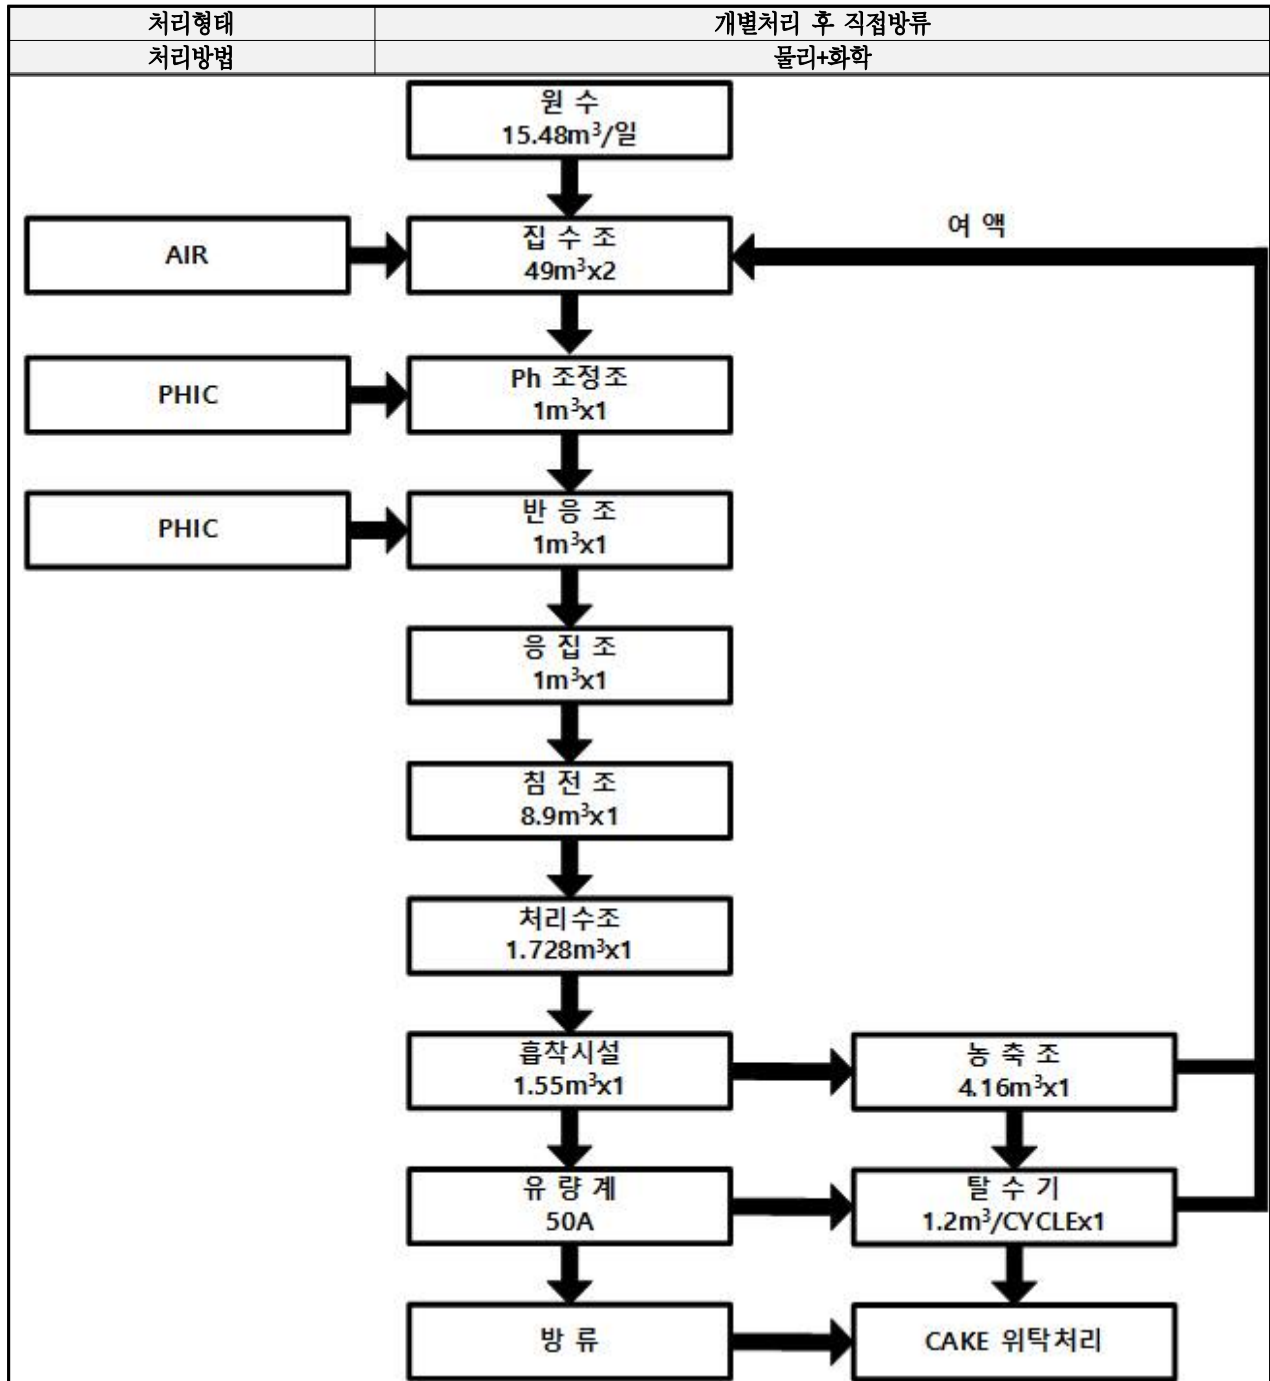 처리형태 개별처리 후 직접방류
처리방법 물리+화학
원 수
15.48m³/일
여 액
AIR
집 수 조
49m³x2
PHIC
Ph 조정조
1m³x1
PHIC
반 응 조
1m³x1
응 집 조
1m³x1
침 전 조
8.9m³x1
처리수조
1.728m³x1
흡착시설
1.55m³x1
농 축 조
4.16m³x1
유 량 계
50A
탈 수 기
1.2m³/CYCLEx1
방 류
CAKE 위탁처리